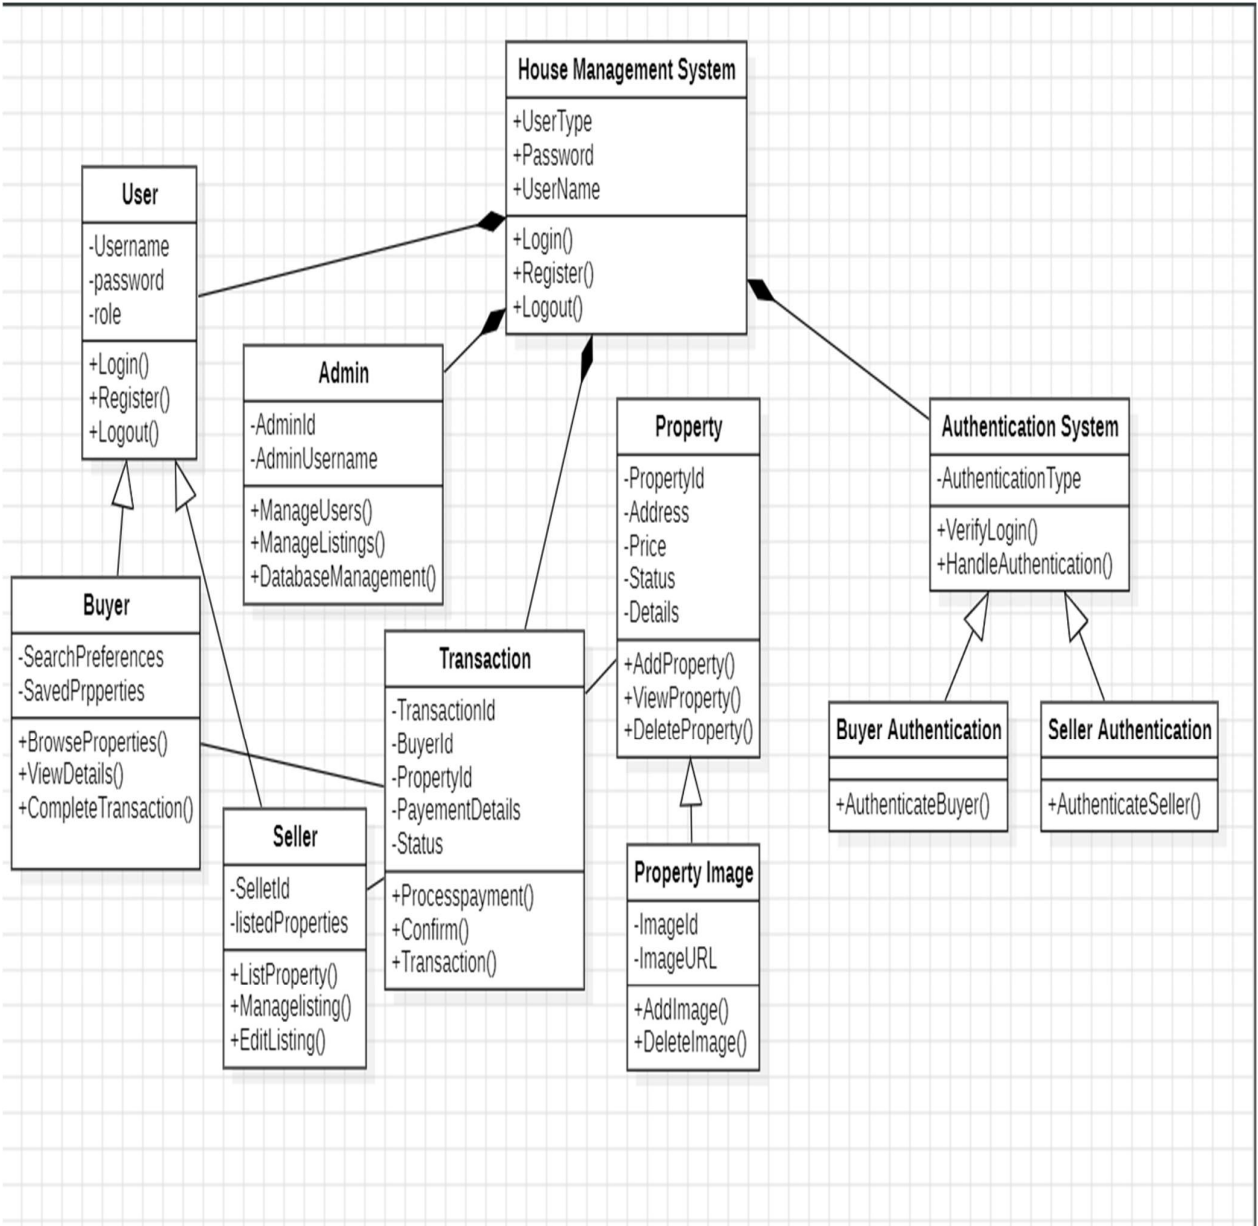 House Management System
+UserType
+Password
+UserName
+Login()
+Register()
+Logout()
User
-Username
-password
-role
+Login()
+Register()
+Logout()
Admin
-AdminId
-AdminUsername
+ManageUsers()
+ManageListings()
+DatabaseManagement()
Property
-PropertyId
-Address
-Price
-Status
-Details
+AddProperty()
+ViewProperty()
+DeleteProperty()
Authentication System
-AuthenticationType
+VerifyLogin()
+HandleAuthentication()
Buyer
-SearchPreferences
-SavedPrpperties
+BrowseProperties()
+ViewDetails()
+CompleteTransaction()
Transaction
-TransactionId
-BuyerId
-PropertyId
-PayementDetails
-Status
+Processpayment()
+Confirm()
+Transaction()
Buyer Authentication
+AuthenticateBuyer()
Seller Authentication
+AuthenticateSeller()
Seller
-SelletId
-listedProperties
+ListProperty()
+Managelisting()
+EditListing()
Property Image
-ImageId
-ImageURL
+AddImage()
+DeleteImage()